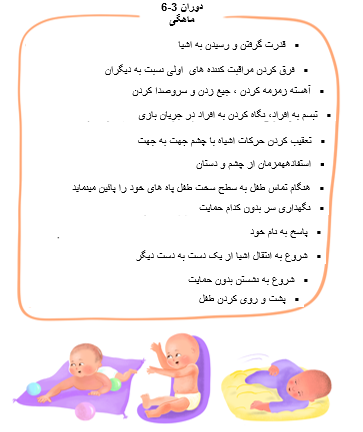 دوران 3-6
ماهگی
▪ قدرت گرفتن و رسیدن به اشیا
▪ فرق کردن مراقبت کننده های اولی نسبت به دیگران
▪ آهسته زمزمه کردن ، جیغ زدن و سروصدا کردن
▪ تبسم به افراد، نگاه کردن به افراد در جریان بازی
▪ تعقیب کردن حرکات اشیاه با چشم جهت به جهت
▪ استفادهههمزمان از چشم و دستان
▪ هنگام تماس طفل به سطح سخت طفل پاه های خود را پائین مینماید
▪ نگهداری سر بدون کدام حمایت
▪ پاسخ به نام خود
▪ شروع به انتقال اشیا از یک دست به دست دیگر
▪ شروع به نشستن بدون حمایت
▪ پشت و روی کردن طفل